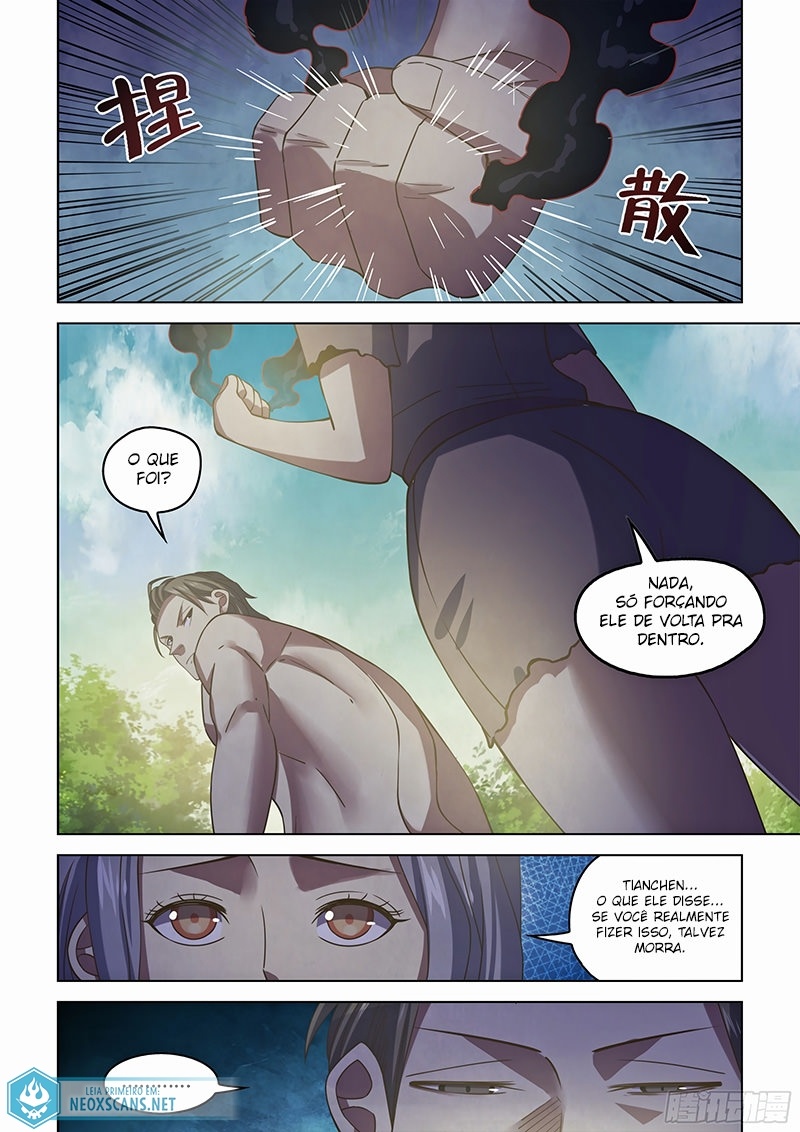 捏
散
O QUE
FOI?
NADA,
SÓ FORÇANDO
ELE DE VOLTA PRA
DENTRO.
TIANCHEN...
O QUE ELE DISSE...
SE VOCÊ REALMENTE
FIZER ISSO, TALVEZ
MORRA.
............
LEIA PRIMEIRO EM:
NEOXSCANS.NET
腾讯动漫